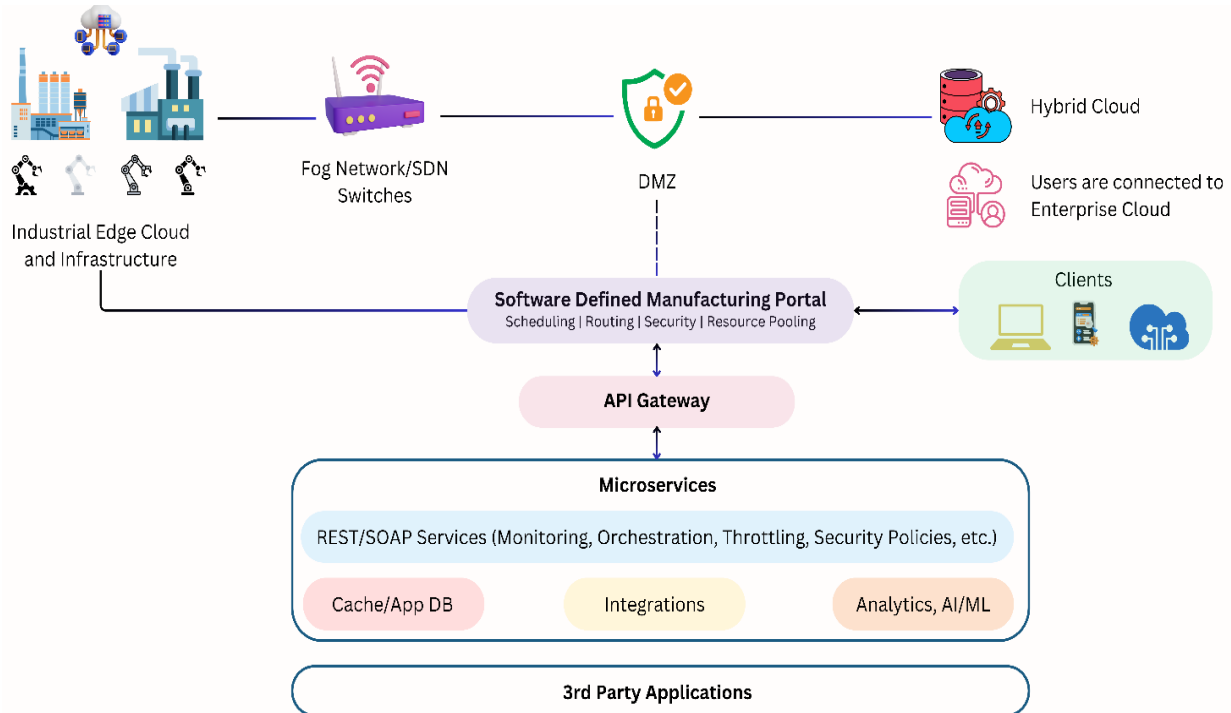 Hybrid Cloud
Fog Network/SDN
Switches
DMZ
Users are connected to
Enterprise Cloud
Industrial Edge Cloud
and Infrastructure
Clients
Software Defined Manufacturing Portal
Scheduling | Routing | Security | Resource Pooling
API Gateway
Microservices
REST/SOAP Services (Monitoring, Orchestration, Throttling, Security Policies, etc.)
Cache/App DB
Integrations
Analytics, AI/ML
3rd Party Applications